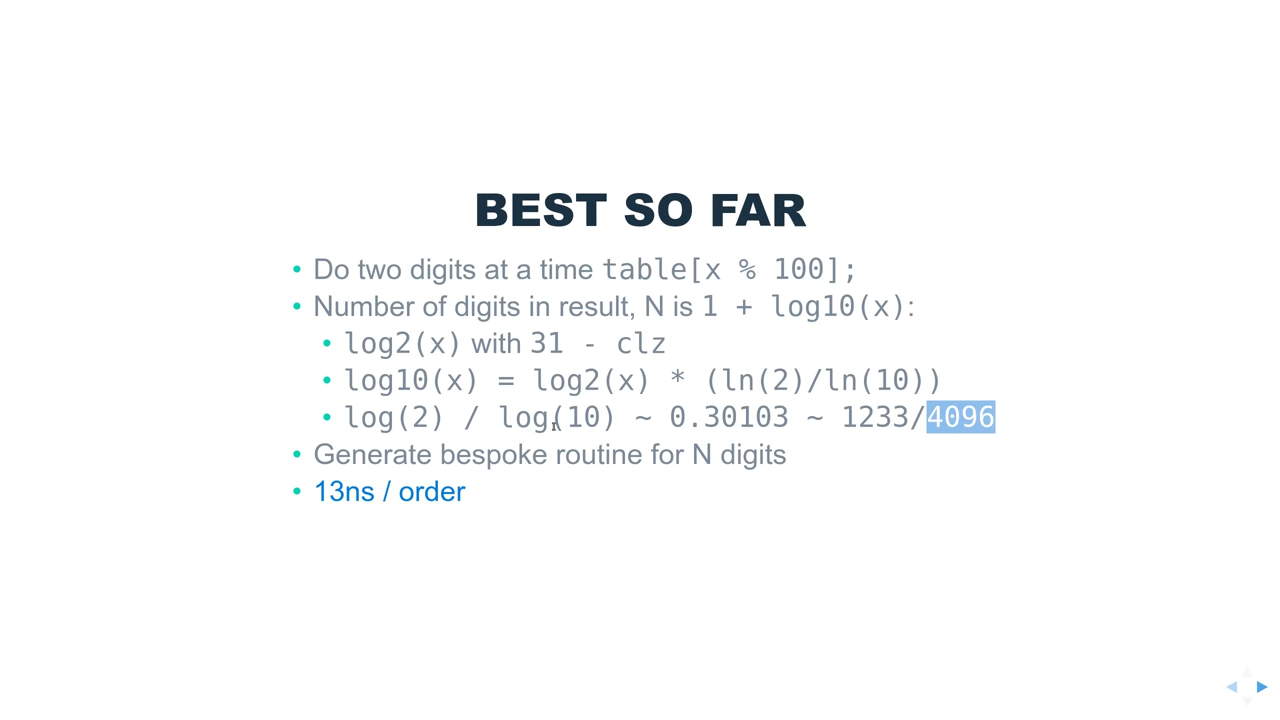 BEST SO FAR
• Do two digits at a time table[x % 100];
• Number of digits in result, N is 1 + log10(x):
• log2(x) with 31 - clz
• log10(x) = log2(x) * (ln(2)/ln(10))
• log(2) / log(10) ~ 0.30103 ~ 1233/4096
• Generate bespoke routine for N digits
• 13ns / order